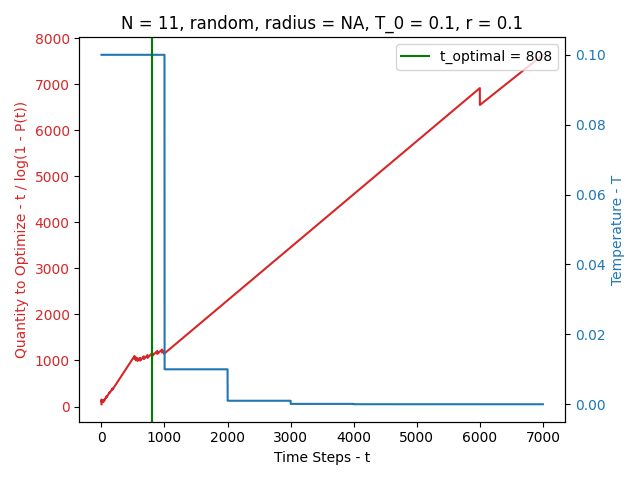 N = 11, random, radius = NA, T_0 = 0.1, r = 0.1
t_optimal = 808
Quantity to Optimize - t / log(1 - P(t))
8000
7000
6000
5000
4000
3000
2000
1000
0
0.10
0.08
0.06
0.04
0.02
0.00
Temperature - T
0 1000 2000 3000 4000 5000 6000 7000
Time Steps - t